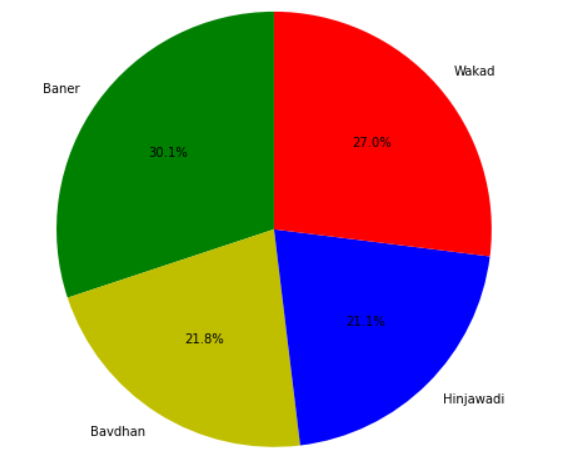 Wakad
Baner
27.0%
30.1%
21.1%
21.8%
Hinjawadi
Bavdhan